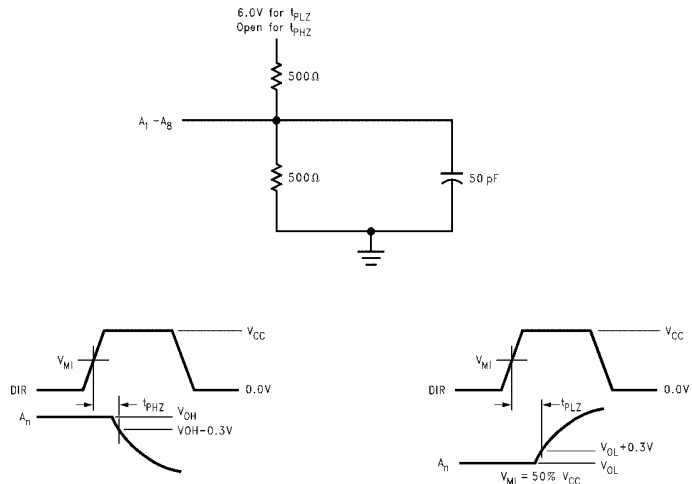 6.0V for tPLZ
Open for tPHZ
500Ω
A1 –A8
500Ω
50 pF
VCC
VMI
DIR
0.0V
tPHZ
An
VOH
VOH–0.3V
VCC
VMI
DIR
0.0V
tPLZ
VOL+0.3V
An
VOL
VMI = 50% VCC